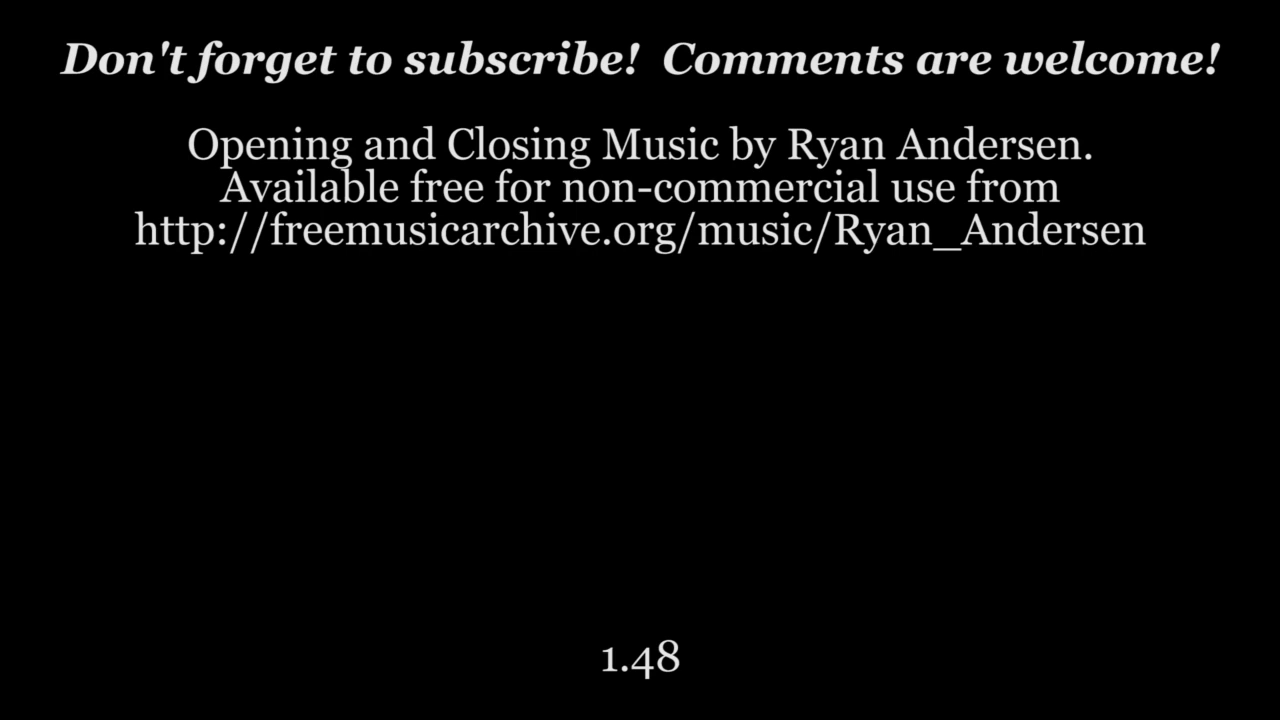 Don't forget to subscribe!  Comments are welcome!
Opening and Closing Music by Ryan Andersen.
Available free for non-commercial use from
http://freemusicarchive.org/music/Ryan_Andersen
1.48